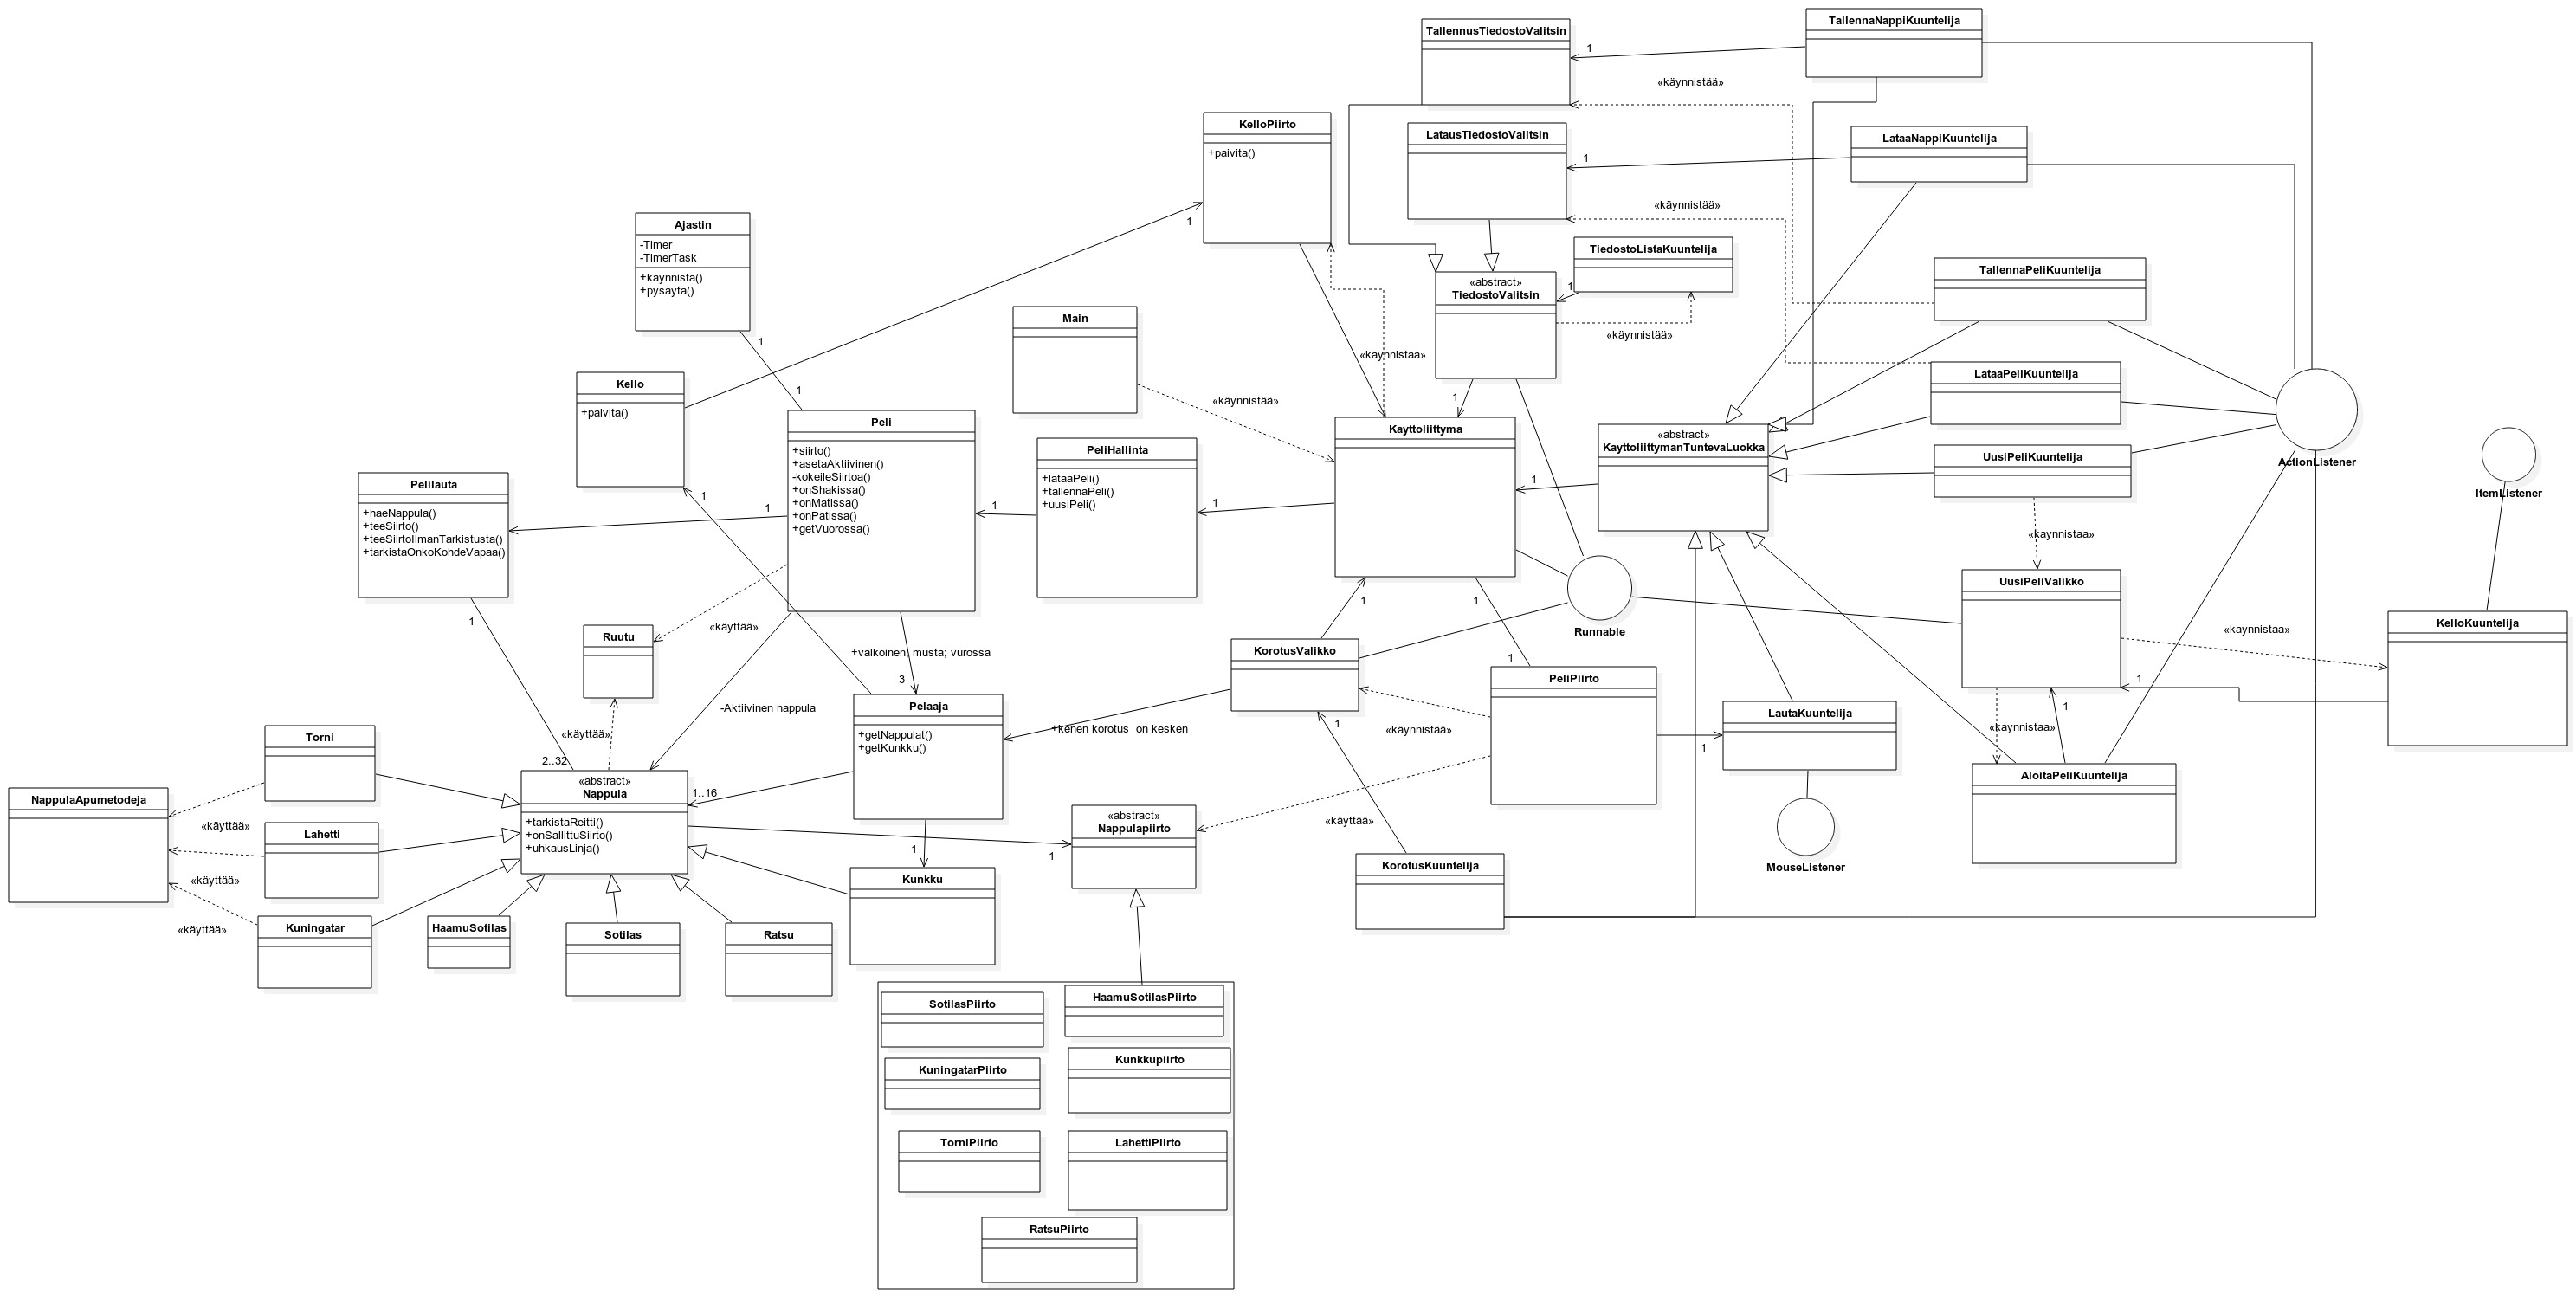 TallennusTiedostoValitsin
TallennaNappiKuuntelija
1
«käynnistää»
KelloPiirto
+paivita()
1
LatausTiedostoValitsin
LataaNappiKuuntelija
1
«käynnistää»
Ajastin
-Timer
-TimerTask
+kaynnista()
+pysayta()
1
1
TiedostoListaKuuntelija
1
«käynnistää»
«abstract»
TiedostoValitsin
1
TallennaPeliKuuntelija
Main
«käynnistää»
«kaynnistaa»
Kello
+paivita()
1
LataaPeliKuuntelija
ActionListener
Peli
+siirto()
+asetaAktiivinen()
-kokeileSiirtoa()
+onShakissa()
+onMatissa()
+onPatissa()
+getVuorossa()
PeliHallinta
+lataaPeli()
+tallennaPeli()
+uusiPeli()
1
1
Kayttoliittyma
1
«abstract»
KayttoliittymanTuntevaLuokka
UusiPeliKuuntelija
«kaynnistaa»
ItemListener
Pelilauta
+haeNappula()
+teeSiirto()
+teeSiirtoIlmanTarkistusta()
+tarkistaOnkoKohdeVapaa()
1
1
2..32
Runnable
UusiPeliValikko
«kaynnistaa»
KelloKuuntelija
1
Ruutu
«käyttää»
«käyttää»
+valkoinen; musta; vurossa
3
-Aktiivinen nappula
KorotusValikko
1
1
1
PeliPiirto
«käynnistää»
1
Pelaaja
+getNappulat()
+getKunkku()
+kenen korotus  on kesken
1
1..16
1
LautaKuuntelija
MouseListener
1
«kaynnistaa»
AloitaPeliKuuntelija
Torni
NappulaApumetodeja
«käyttää»
Lahetti
«käyttää»
Kuningatar
«käyttää»
«abstract»
Nappula
+tarkistaReitti()
+onSallittuSiirto()
+uhkausLinja()
1
«abstract»
Nappulapiirto
«käyttää»
KorotusKuuntelija
HaamuSotilas
Sotilas
Ratsu
Kunkku
SotilasPiirto
HaamuSotilasPiirto
KuningatarPiirto
Kunkkupiirto
TorniPiirto
LahettiPiirto
RatsuPiirto